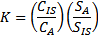 K = (C_IS / C_A) (S_A / S_IS)